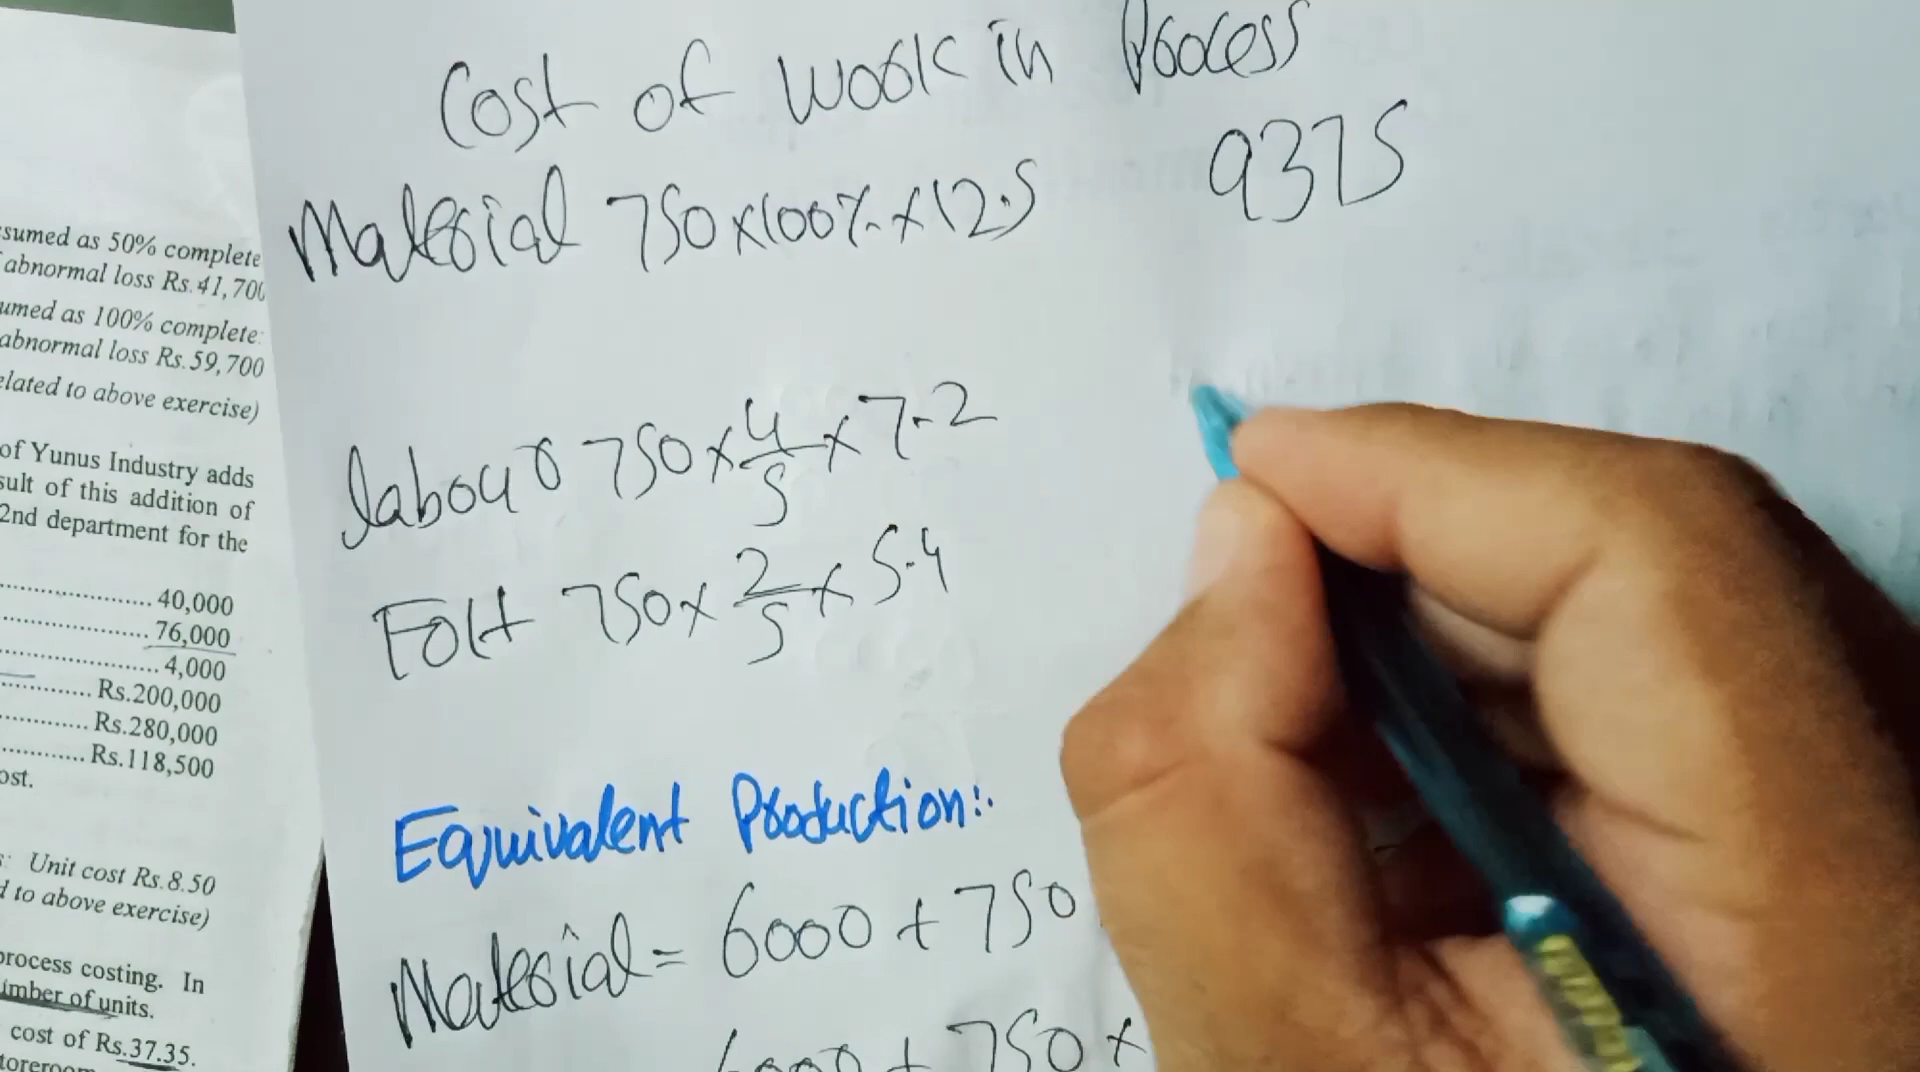 Cost of work in Process
Material 750x100%x12.5 9375
labour 750x4/5x7.2
FOH 750x2/5x5.4
Equivalent Production:
Material = 6000 + 750
6000 + 750 x
sumed as 50% complete
abnormal loss Rs.41,700
umed as 100% complete:
abnormal loss Rs.59,700
elated to above exercise)
of Yunus Industry adds
sult of this addition of
2nd department for the
40,000
76,000
4,000
Rs.200,000
Rs.280,000
Rs.118,500
ost.
: Unit cost Rs.8.50
d to above exercise)
process costing. In
umber of units.
cost of Rs.37.35.